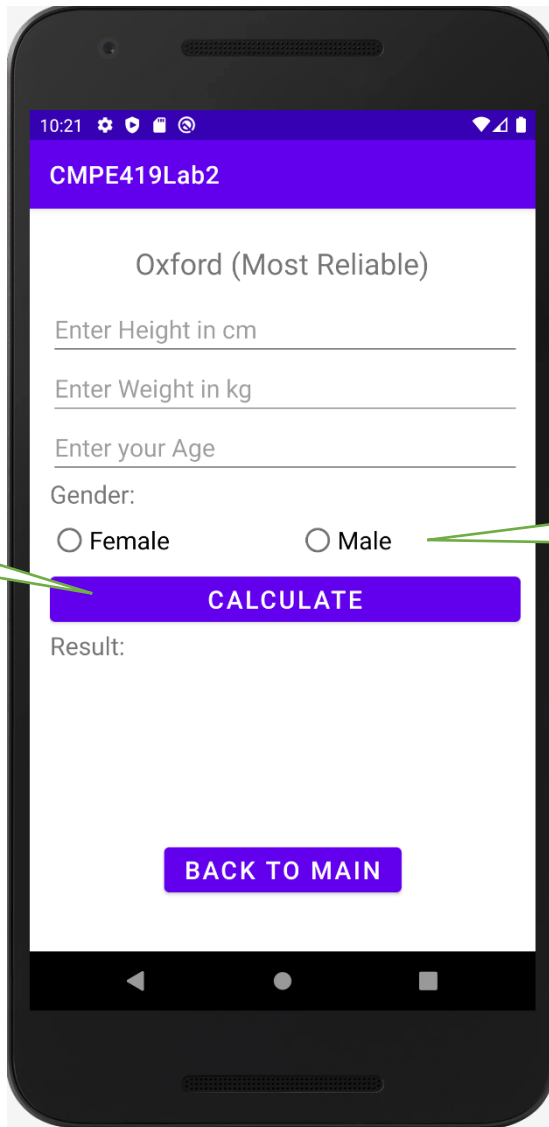 10:21
CMPE419Lab2
Oxford (Most Reliable)
Enter Height in cm
Enter Weight in kg
Enter your Age
Gender:
Female Male
CALCULATE
Result:
BACK TO MAIN